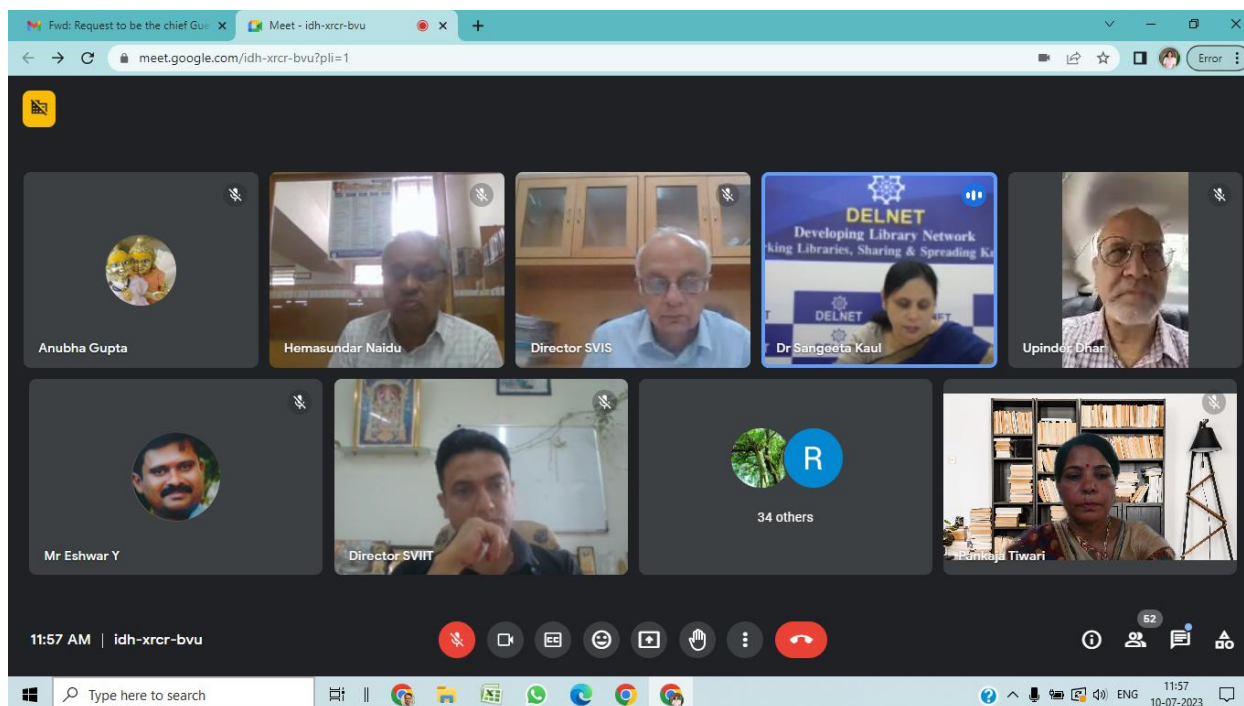 Fwd: Request to be the chief Gue
Meet - idh-xrcr-bvu
meet.google.com/idh-xrcr-bvu?pli=1
Error
Anubha Gupta
Hemasundar Naidu
Director SVIS
DELNET
Developing Library Network
king Libraries, Sharing & Spreading Kn
DELNET
Dr Sangeeta Kaul
Upinder Dhar
Mr Eshwar Y
Director SVIIT
R
34 others
Pankaja Tiwari
11:57 AM | idh-xrcr-bvu
52
Type here to search
ENG
11:57
10-07-2023